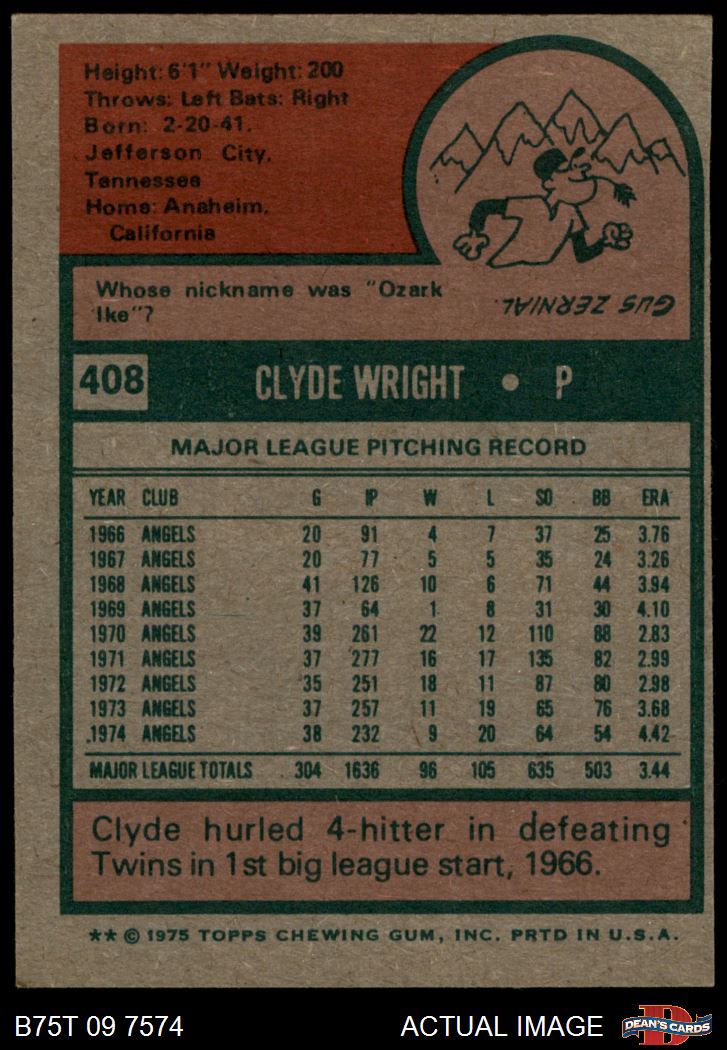 Height: 6'1" Weight: 200
Throws: Left Bats: Right
Born: 2-20-41.
Jefferson City,
Tennessee
Home: Anaheim,
California
Whose nickname was "Ozark
Ike"?
GUS ZERNIAL.
408 CLYDE WRIGHT • P
MAJOR LEAGUE PITCHING RECORD
YEAR CLUB G IP W L SO BB ERA
1966 ANGELS 20 91 4 7 37 25 3.76
1967 ANGELS 20 77 5 5 35 24 3.26
1968 ANGELS 41 126 10 6 71 44 3.94
1969 ANGELS 37 64 1 8 31 30 4.10
1970 ANGELS 39 261 22 12 110 88 2.83
1971 ANGELS 37 277 16 17 135 82 2.99
1972 ANGELS 35 251 18 11 87 80 2.98
1973 ANGELS 37 257 11 19 65 76 3.68
1974 ANGELS 38 232 9 20 64 54 4.42
MAJOR LEAGUE TOTALS 304 1636 96 105 635 503 3.44
Clyde hurled 4-hitter in defeating
Twins in 1st big league start, 1966.
** © 1975 TOPPS CHEWING GUM, INC. PRTD IN U.S.A.
B75T 09 7574 ACTUAL IMAGE D DEAN'S CARDS